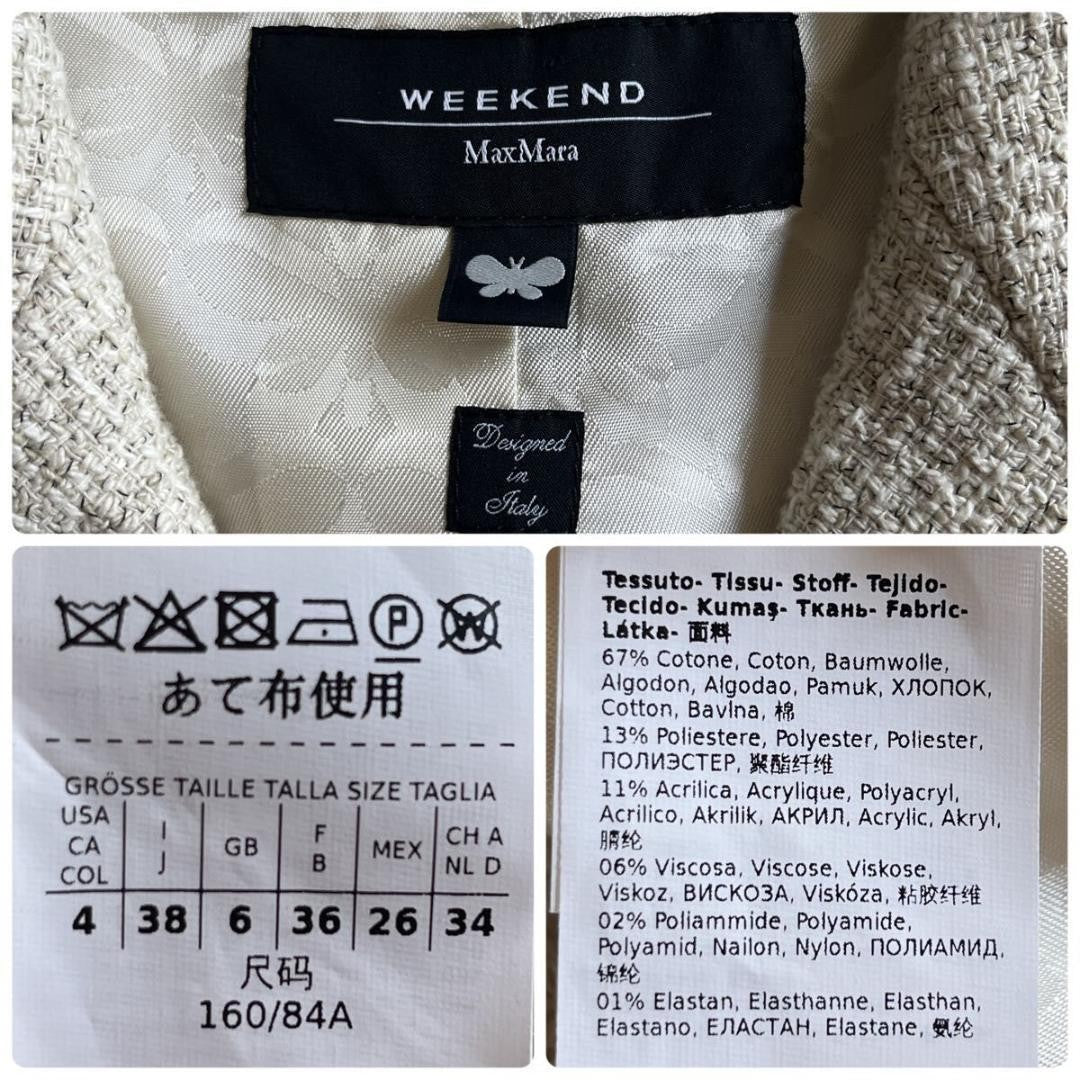 WEEKEND
MaxMara
Designed
in
Italy
P
W
あて布使用
GRÖSSE TAILLE TALLA SIZE TAGLIA
USA CA COL
I J
GB
F B
MEX
CH A NL D
4 38 6 36 26 34
尺码
160/84A
Tessuto- Tissu- Stoff- Tejido-
Tecido- Kumaş- Ткань- Fabric-
Látka- 面料
67% Cotone, Coton, Baumwolle,
Algodon, Algodao, Pamuk, ХЛОПОК,
Cotton, Bavlna, 棉
13% Poliestere, Polyester, Poliester,
ПОЛИЭСТЕР, 聚酯纤维
11% Acrilica, Acrylique, Polyacryl,
Acrilico, Akrilik, АКРИЛ, Acrylic, Akryl,
腈纶
06% Viscosa, Viscose, Viskose,
Viskoz, ВИСКОЗА, Viskóza, 粘胶纤维
02% Poliammide, Polyamide,
Polyamid, Nailon, Nylon, ПОЛИАМИД,
锦纶
01% Elastan, Elasthanne, Elasthan,
Elastano, ЕЛАСТАН, Elastane, 氨纶